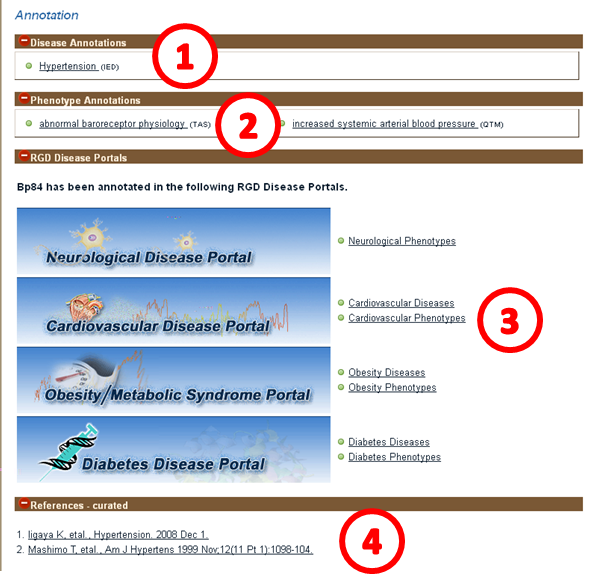 Annotation
Disease Annotations
1
Hypertension (IED)
Phenotype Annotations
2
abnormal baroreceptor physiology (TAS) increased systemic arterial blood pressure (QTM)
RGD Disease Portals
Bp84 has been annotated in the following RGD Disease Portals.
Neurological Disease Portal
Neurological Phenotypes
Cardiovascular Disease Portal
Cardiovascular Diseases
Cardiovascular Phenotypes
3
Obesity/Metabolic Syndrome Portal
Obesity Diseases
Obesity Phenotypes
Diabetes Disease Portal
Diabetes Diseases
Diabetes Phenotypes
References - curated
1. Iigaya K, etal., Hypertension. 2008 Dec 1.
2. Mashimo T, etal., Am J Hypertens 1999 Nov;12(11 Pt 1):1098-104.
4